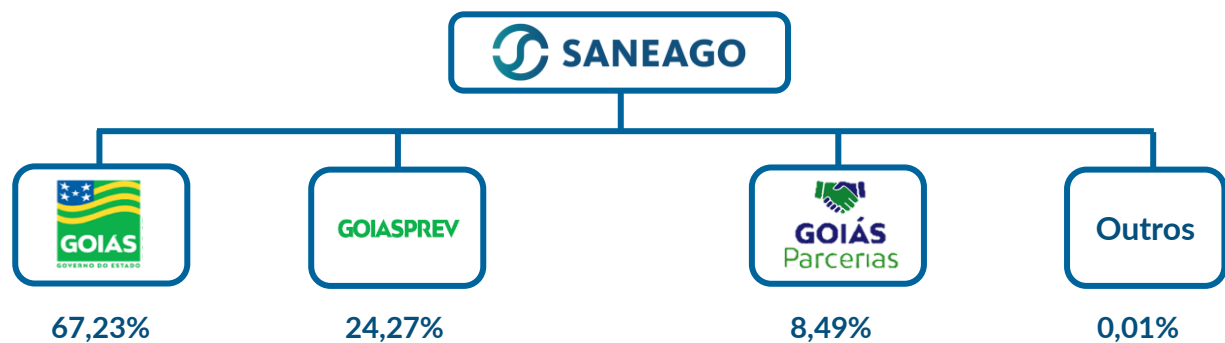 SANEAGO
GOIÁS
GOVERNO DO ESTADO
GOIASPREV
GOIÁS
Parcerias
Outros
67,23%
24,27%
8,49%
0,01%